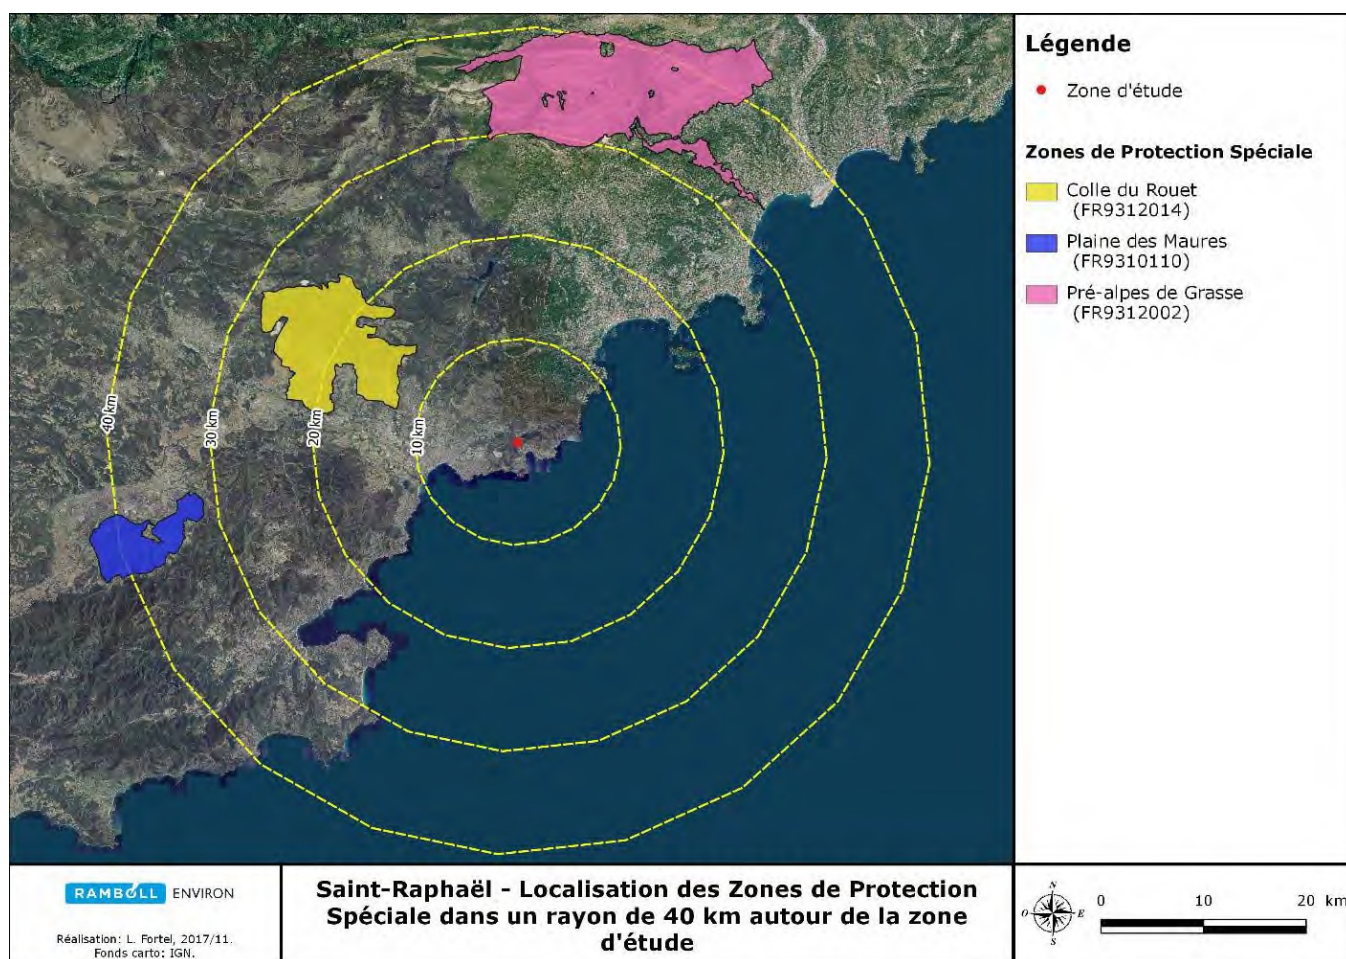 40 km
30 km
20 km
10 km
Légende
Zone d'étude
Zones de Protection Spéciale
Colle du Rouet
(FR9312014)
Plaine des Maures
(FR9310110)
Pré-alpes de Grasse
(FR9312002)
RAMBOLL ENVIRON
Réalisation: L. Fortel, 2017/11.
Fonds carto: IGN.
Saint-Raphaël - Localisation des Zones de Protection
Spéciale dans un rayon de 40 km autour de la zone
d'étude
N
O E
S
0 10 20 km